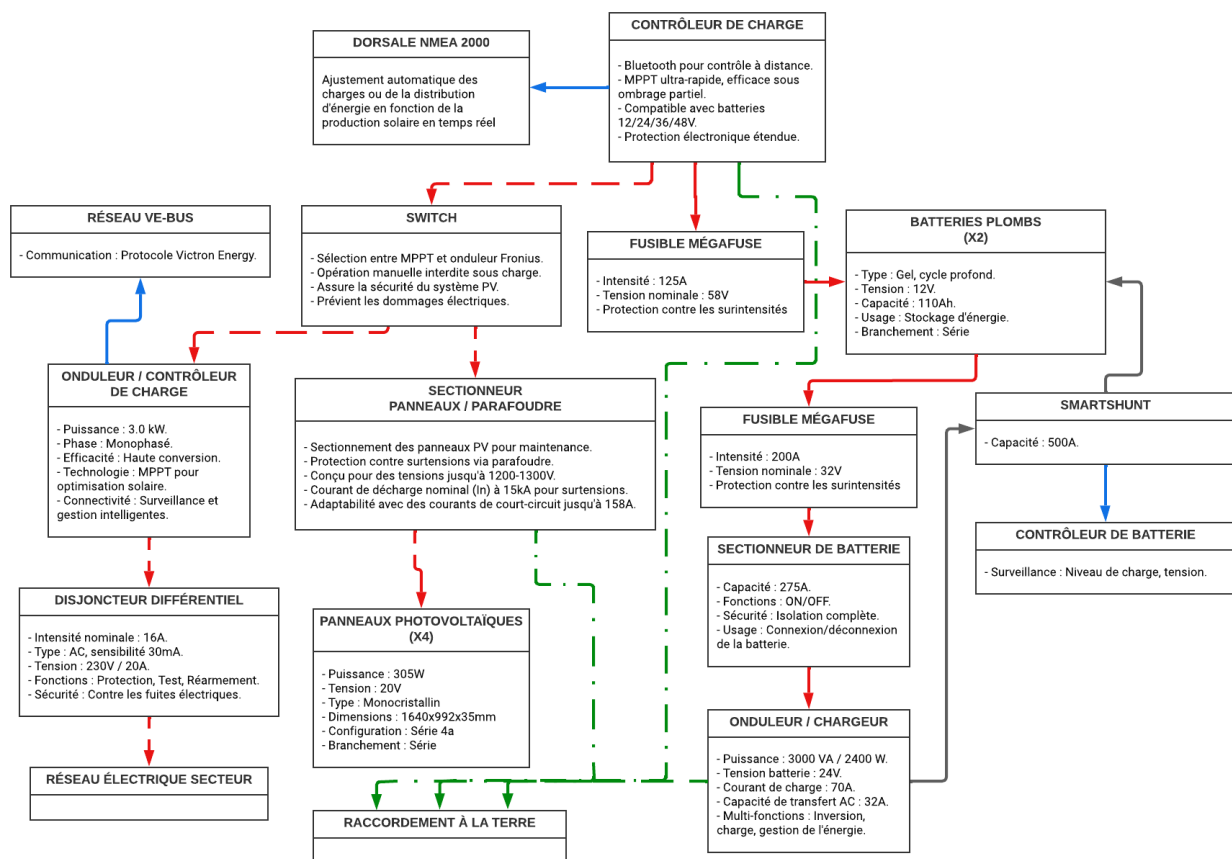 CONTRÔLEUR DE CHARGE
- Bluetooth pour contrôle à distance.
- MPPT ultra-rapide, efficace sous
ombrage partiel.
- Compatible avec batteries
12/24/36/48V.
- Protection électronique étendue.
DORSALE NMEA 2000
Ajustement automatique des
charges ou de la distribution
d'énergie en fonction de la
production solaire en temps réel
RÉSEAU VE-BUS
- Communication : Protocole Victron Energy.
SWITCH
- Sélection entre MPPT et onduleur Fronius.
- Opération manuelle interdite sous charge.
- Assure la sécurité du système PV.
- Prévient les dommages électriques.
FUSIBLE MÉGAFUSE
- Intensité : 125A
- Tension nominale : 58V
- Protection contre les surintensités
BATTERIES PLOMBS
(X2)
- Type : Gel, cycle profond.
- Tension : 12V.
- Capacité : 110Ah.
- Usage : Stockage d'énergie.
- Branchement : Série
ONDULEUR / CONTRÔLEUR
DE CHARGE
- Puissance : 3.0 kW.
- Phase : Monophasé.
- Efficacité : Haute conversion.
- Technologie : MPPT pour
optimisation solaire.
- Connectivité : Surveillance et
gestion intelligentes.
SECTIONNEUR
PANNEAUX / PARAFOUDRE
- Sectionnement des panneaux PV pour maintenance.
- Protection contre surtensions via parafoudre.
- Conçu pour des tensions jusqu'à 1200-1300V.
- Courant de décharge nominal (In) à 15kA pour surtensions.
- Adaptabilité avec des courants de court-circuit jusqu'à 158A.
FUSIBLE MÉGAFUSE
- Intensité : 200A
- Tension nominale : 32V
- Protection contre les surintensités
SMARTSHUNT
- Capacité : 500A.
CONTRÔLEUR DE BATTERIE
- Surveillance : Niveau de charge, tension.
SECTIONNEUR DE BATTERIE
- Capacité : 275A.
- Fonctions : ON/OFF.
- Sécurité : Isolation complète.
- Usage : Connexion/déconnexion
de la batterie.
DISJONCTEUR DIFFÉRENTIEL
- Intensité nominale : 16A.
- Type : AC, sensibilité 30mA.
- Tension : 230V / 20A.
- Fonctions : Protection, Test, Réarmement.
- Sécurité : Contre les fuites électriques.
PANNEAUX PHOTOVOLTAÏQUES
(X4)
- Puissance : 305W
- Tension : 20V
- Type : Monocristallin
- Dimensions : 1640x992x35mm
- Configuration : Série 4a
- Branchement : Série
ONDULEUR / CHARGEUR
- Puissance : 3000 VA / 2400 W.
- Tension batterie : 24V.
- Courant de charge : 70A.
- Capacité de transfert AC : 32A.
- Multi-fonctions : Inversion,
charge, gestion de l'énergie.
RÉSEAU ÉLECTRIQUE SECTEUR
RACCORDEMENT À LA TERRE